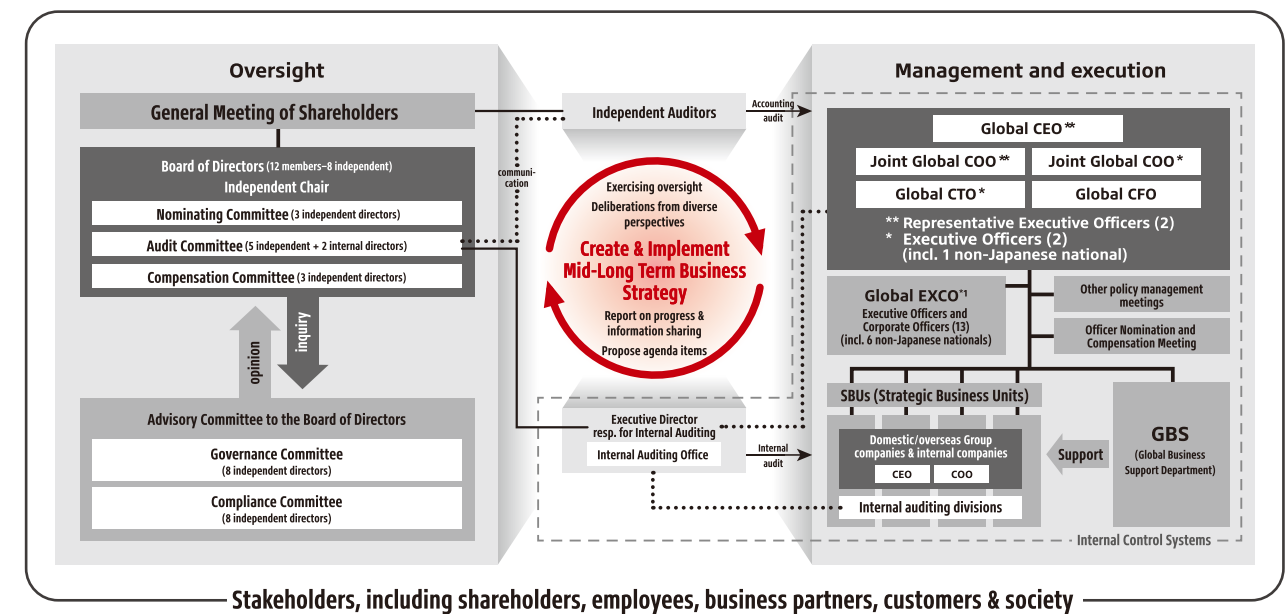 Oversight
General Meeting of Shareholders
Board of Directors (12 members–8 independent)
Independent Chair
Nominating Committee (3 independent directors)
Audit Committee (5 independent + 2 internal directors)
Compensation Committee (3 independent directors)
opinion
inquiry
Advisory Committee to the Board of Directors
Governance Committee
(8 independent directors)
Compliance Committee
(8 independent directors)
communi-
cation
Independent Auditors
Accounting
audit
Exercising oversight
Deliberations from diverse
perspectives
Create & Implement
Mid-Long Term Business
Strategy
Report on progress &
information sharing
Propose agenda items
Executive Director
resp. for Internal Auditing
Internal Auditing Office
Internal
audit
Management and execution
Global CEO**
Joint Global COO**
Joint Global COO*
Global CTO*
Global CFO
** Representative Executive Officers (2)
* Executive Officers (2)
(incl. 1 non-Japanese national)
Global EXCO*1
Executive Officers and
Corporate Officers (13)
(incl. 6 non-Japanese nationals)
Other policy management
meetings
Officer Nomination and
Compensation Meeting
SBUs (Strategic Business Units)
Domestic/overseas Group
companies & internal companies
CEO
COO
Internal auditing divisions
Support
GBS
(Global Business
Support Department)
Internal Control Systems
Stakeholders, including shareholders, employees, business partners, customers & society